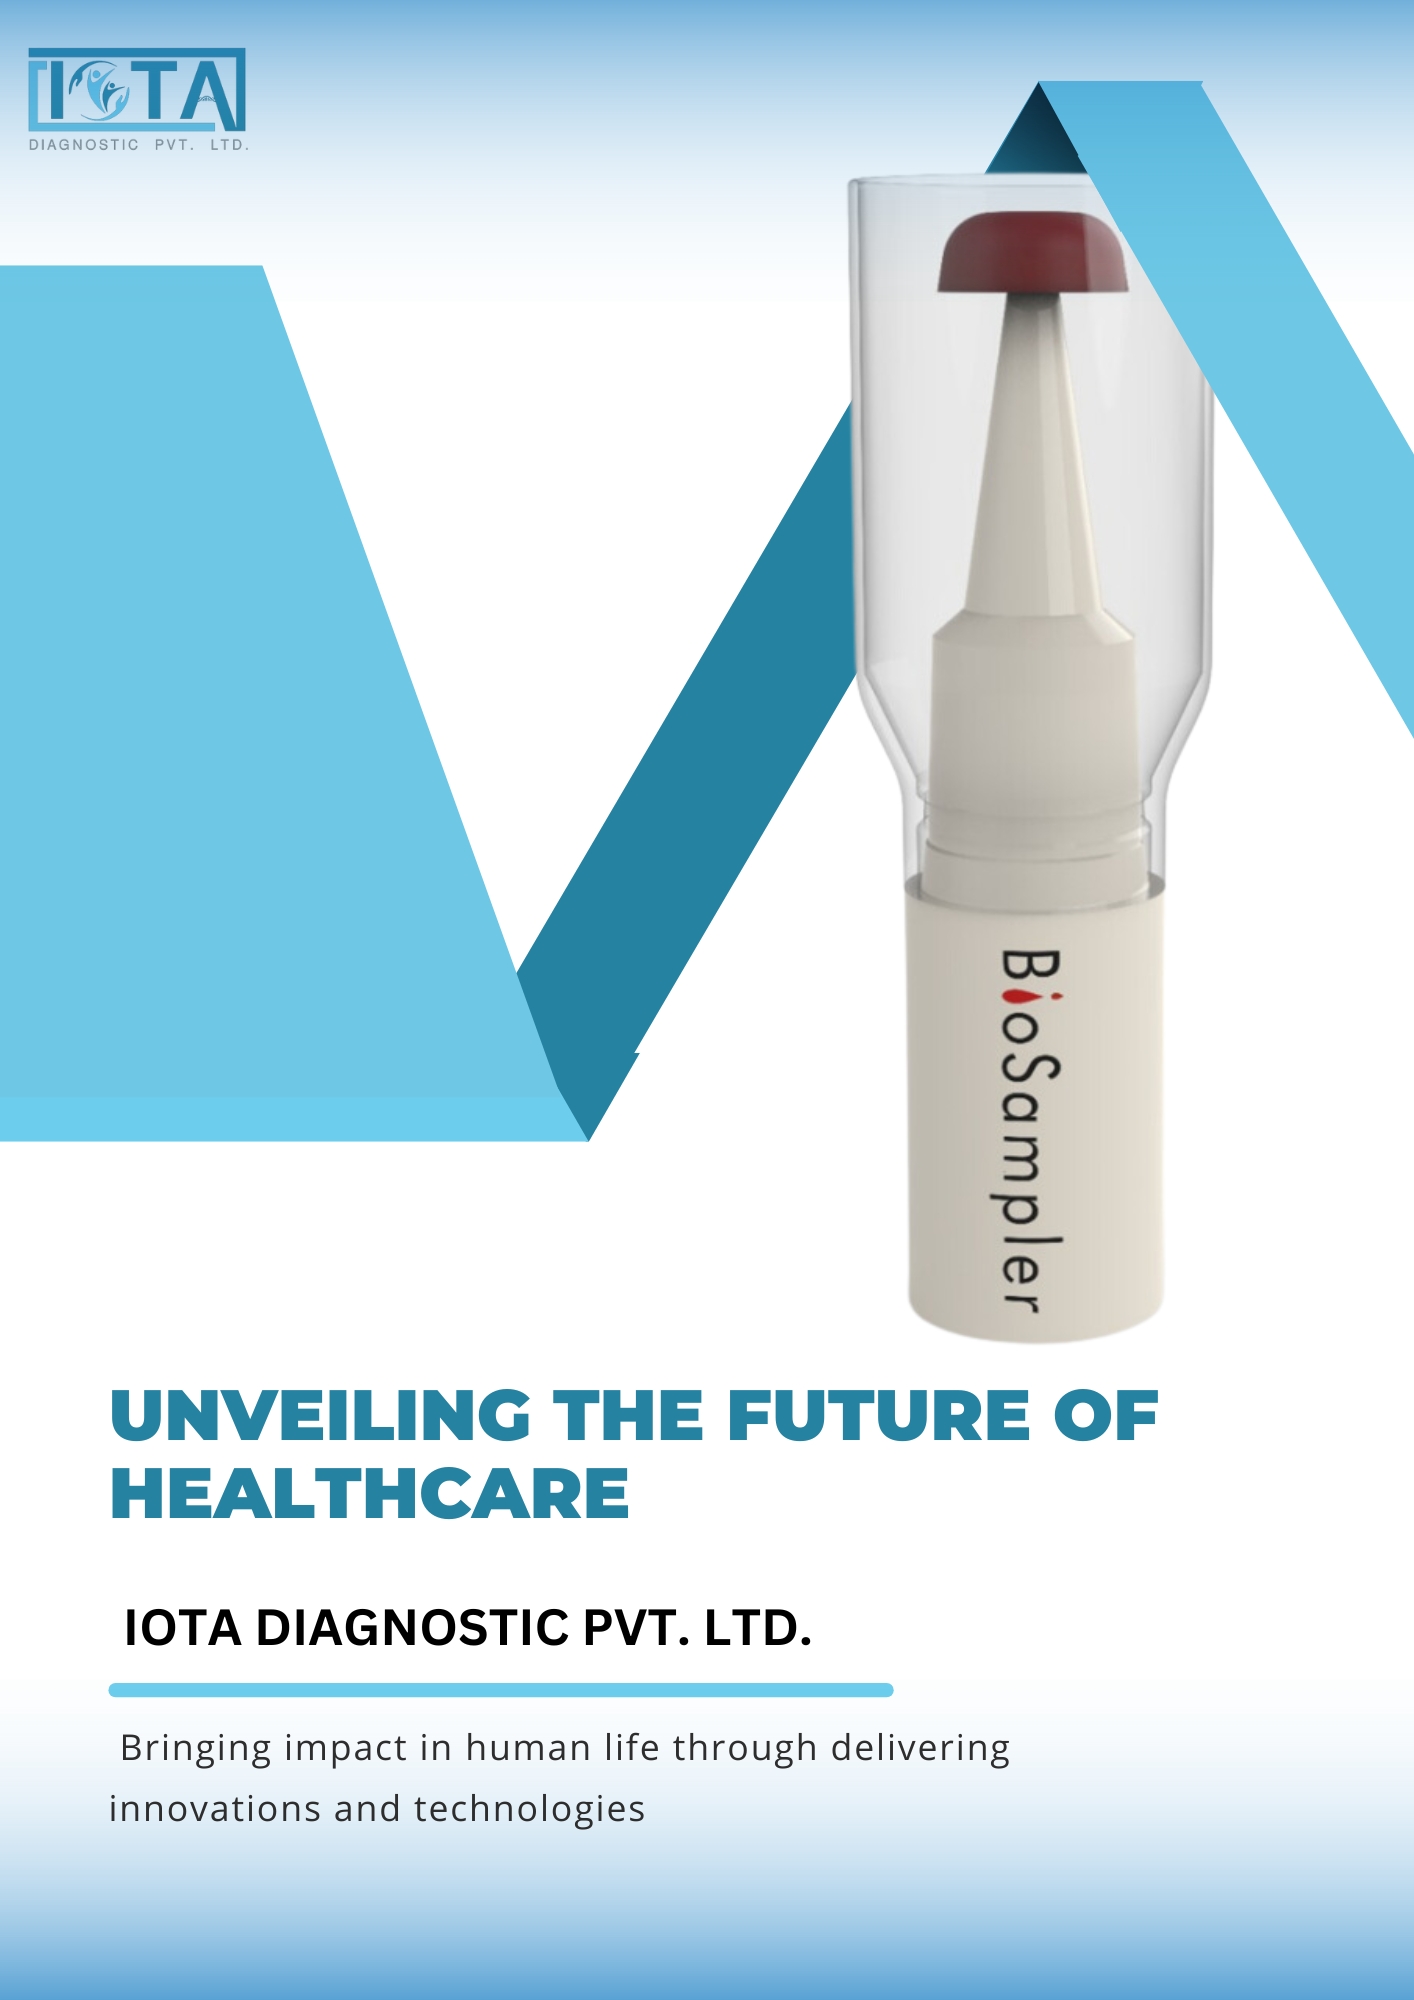 IOTA
DIAGNOSTIC PVT. LTD.
BioSampler
UNVEILING THE FUTURE OF
HEALTHCARE
IOTA DIAGNOSTIC PVT. LTD.
Bringing impact in human life through delivering
innovations and technologies